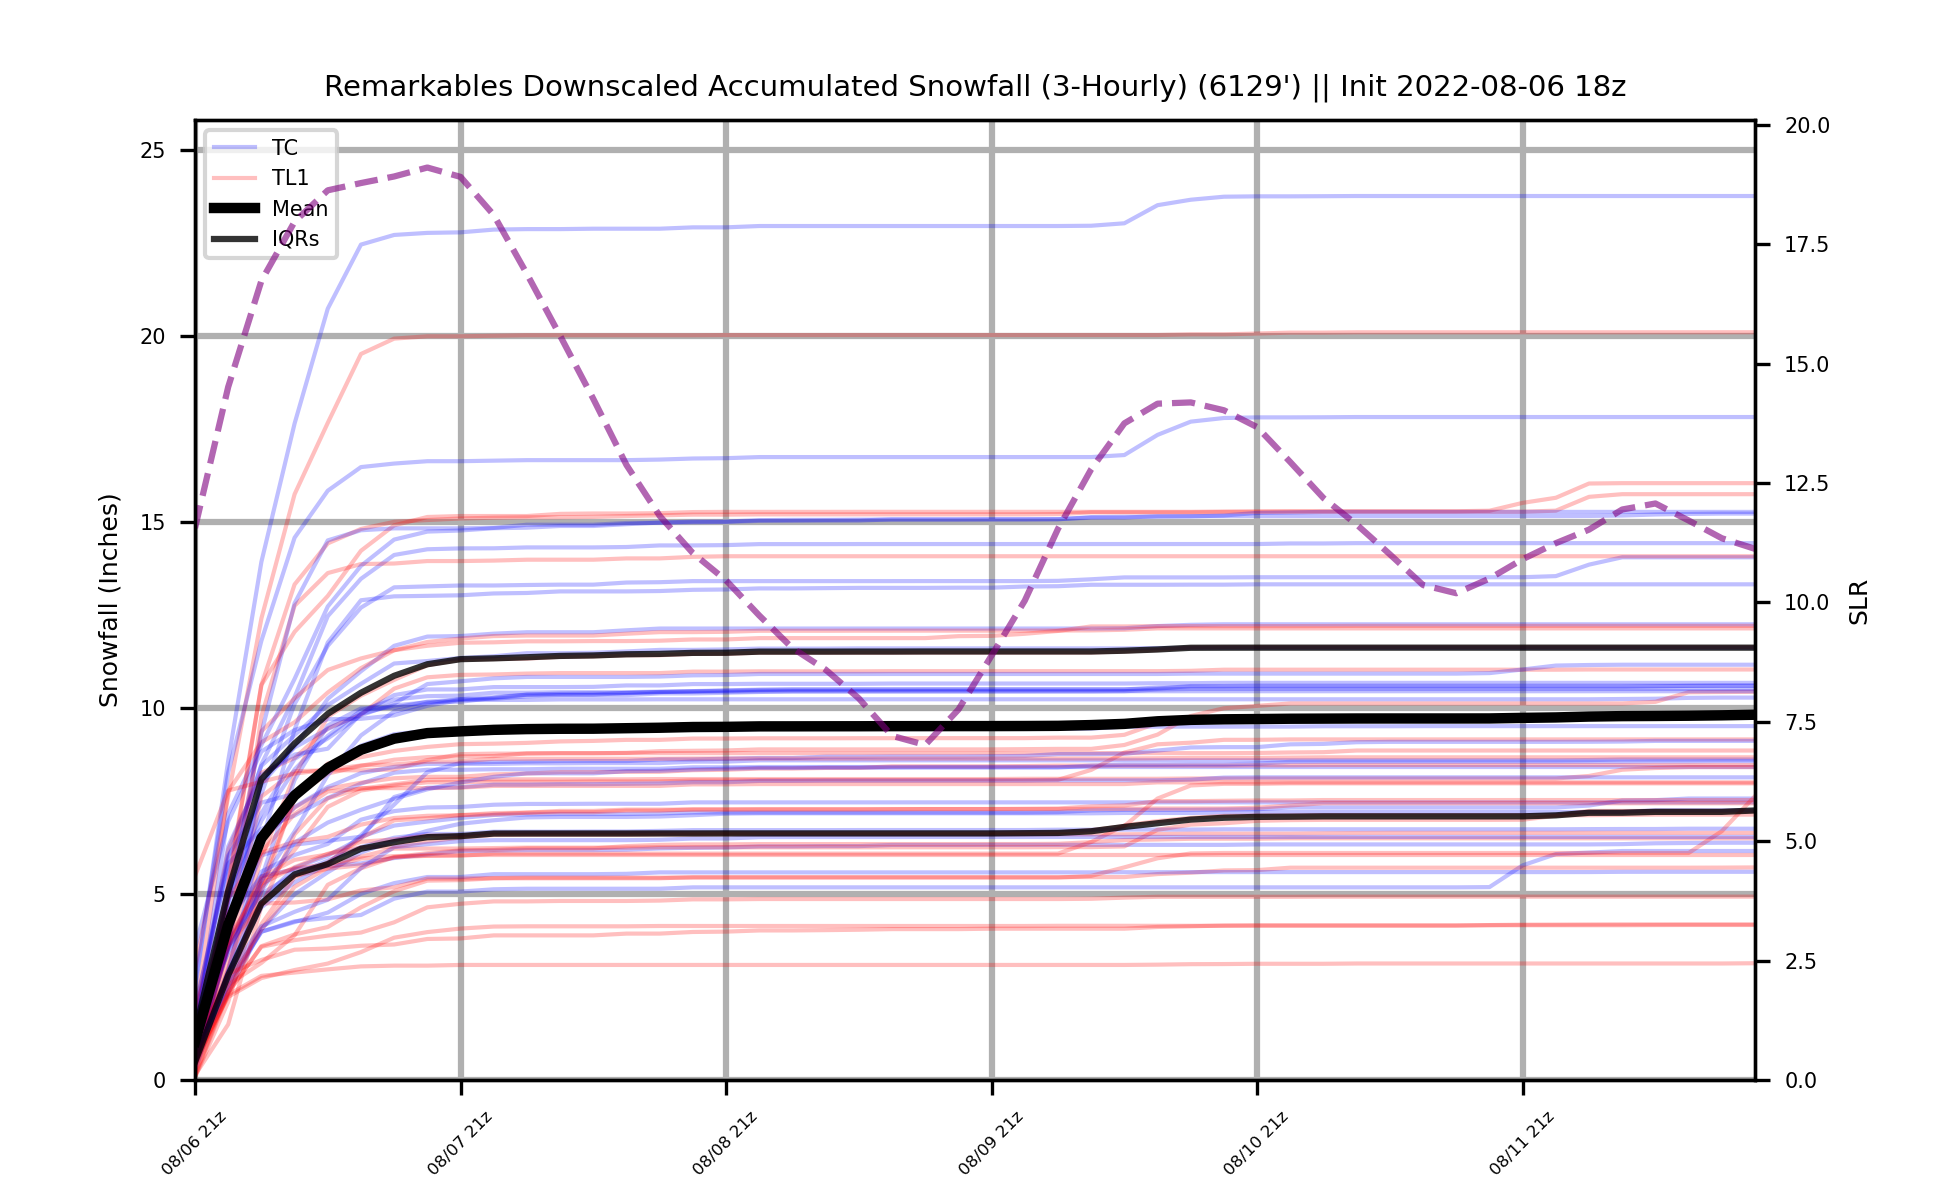 Remarkables Downscaled Accumulated Snowfall (3-Hourly) (6129') || Init 2022-08-06 18z
TC
TL1
Mean
IQRs
25
20
15
10
5
0
Snowfall (Inches)
20.0
17.5
15.0
12.5
10.0
7.5
5.0
2.5
0.0
SLR
08/06 21z
08/07 21z
08/08 21z
08/09 21z
08/10 21z
08/11 21z